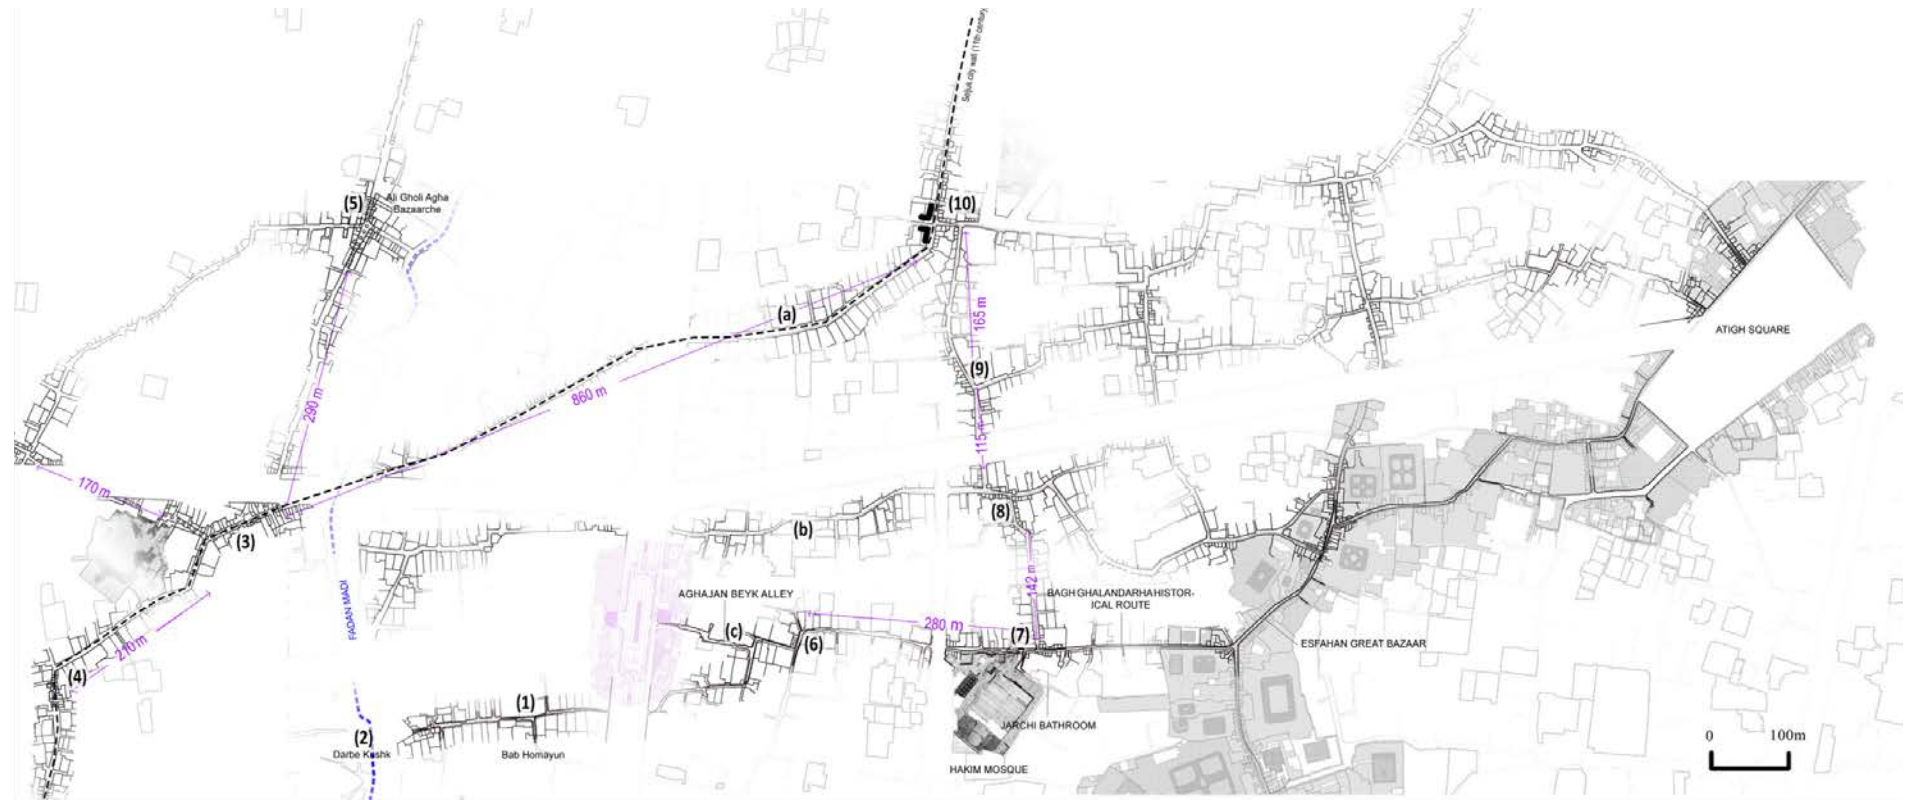 Seljuk city wall (11th century
(5)
Ali Gholi Agha
Bazaarche
(10)
(a)
165 m
ATIGH SQUARE
(9)
290 m
860 m
115 m
170 m
(3)
(8)
(b)
FADAN MADI
142 m
AGHAJAN BEYK ALLEY
BAGH GHALANDARHA HISTOR-
ICAL ROUTE
280 m
(c)
(6)
(7)
ESFAHAN GREAT BAZAAR
210 m
(4)
(1)
(2)
Darbe Kushk
Bab Homayun
JARCHI BATHROOM
HAKIM MOSQUE
0 100m